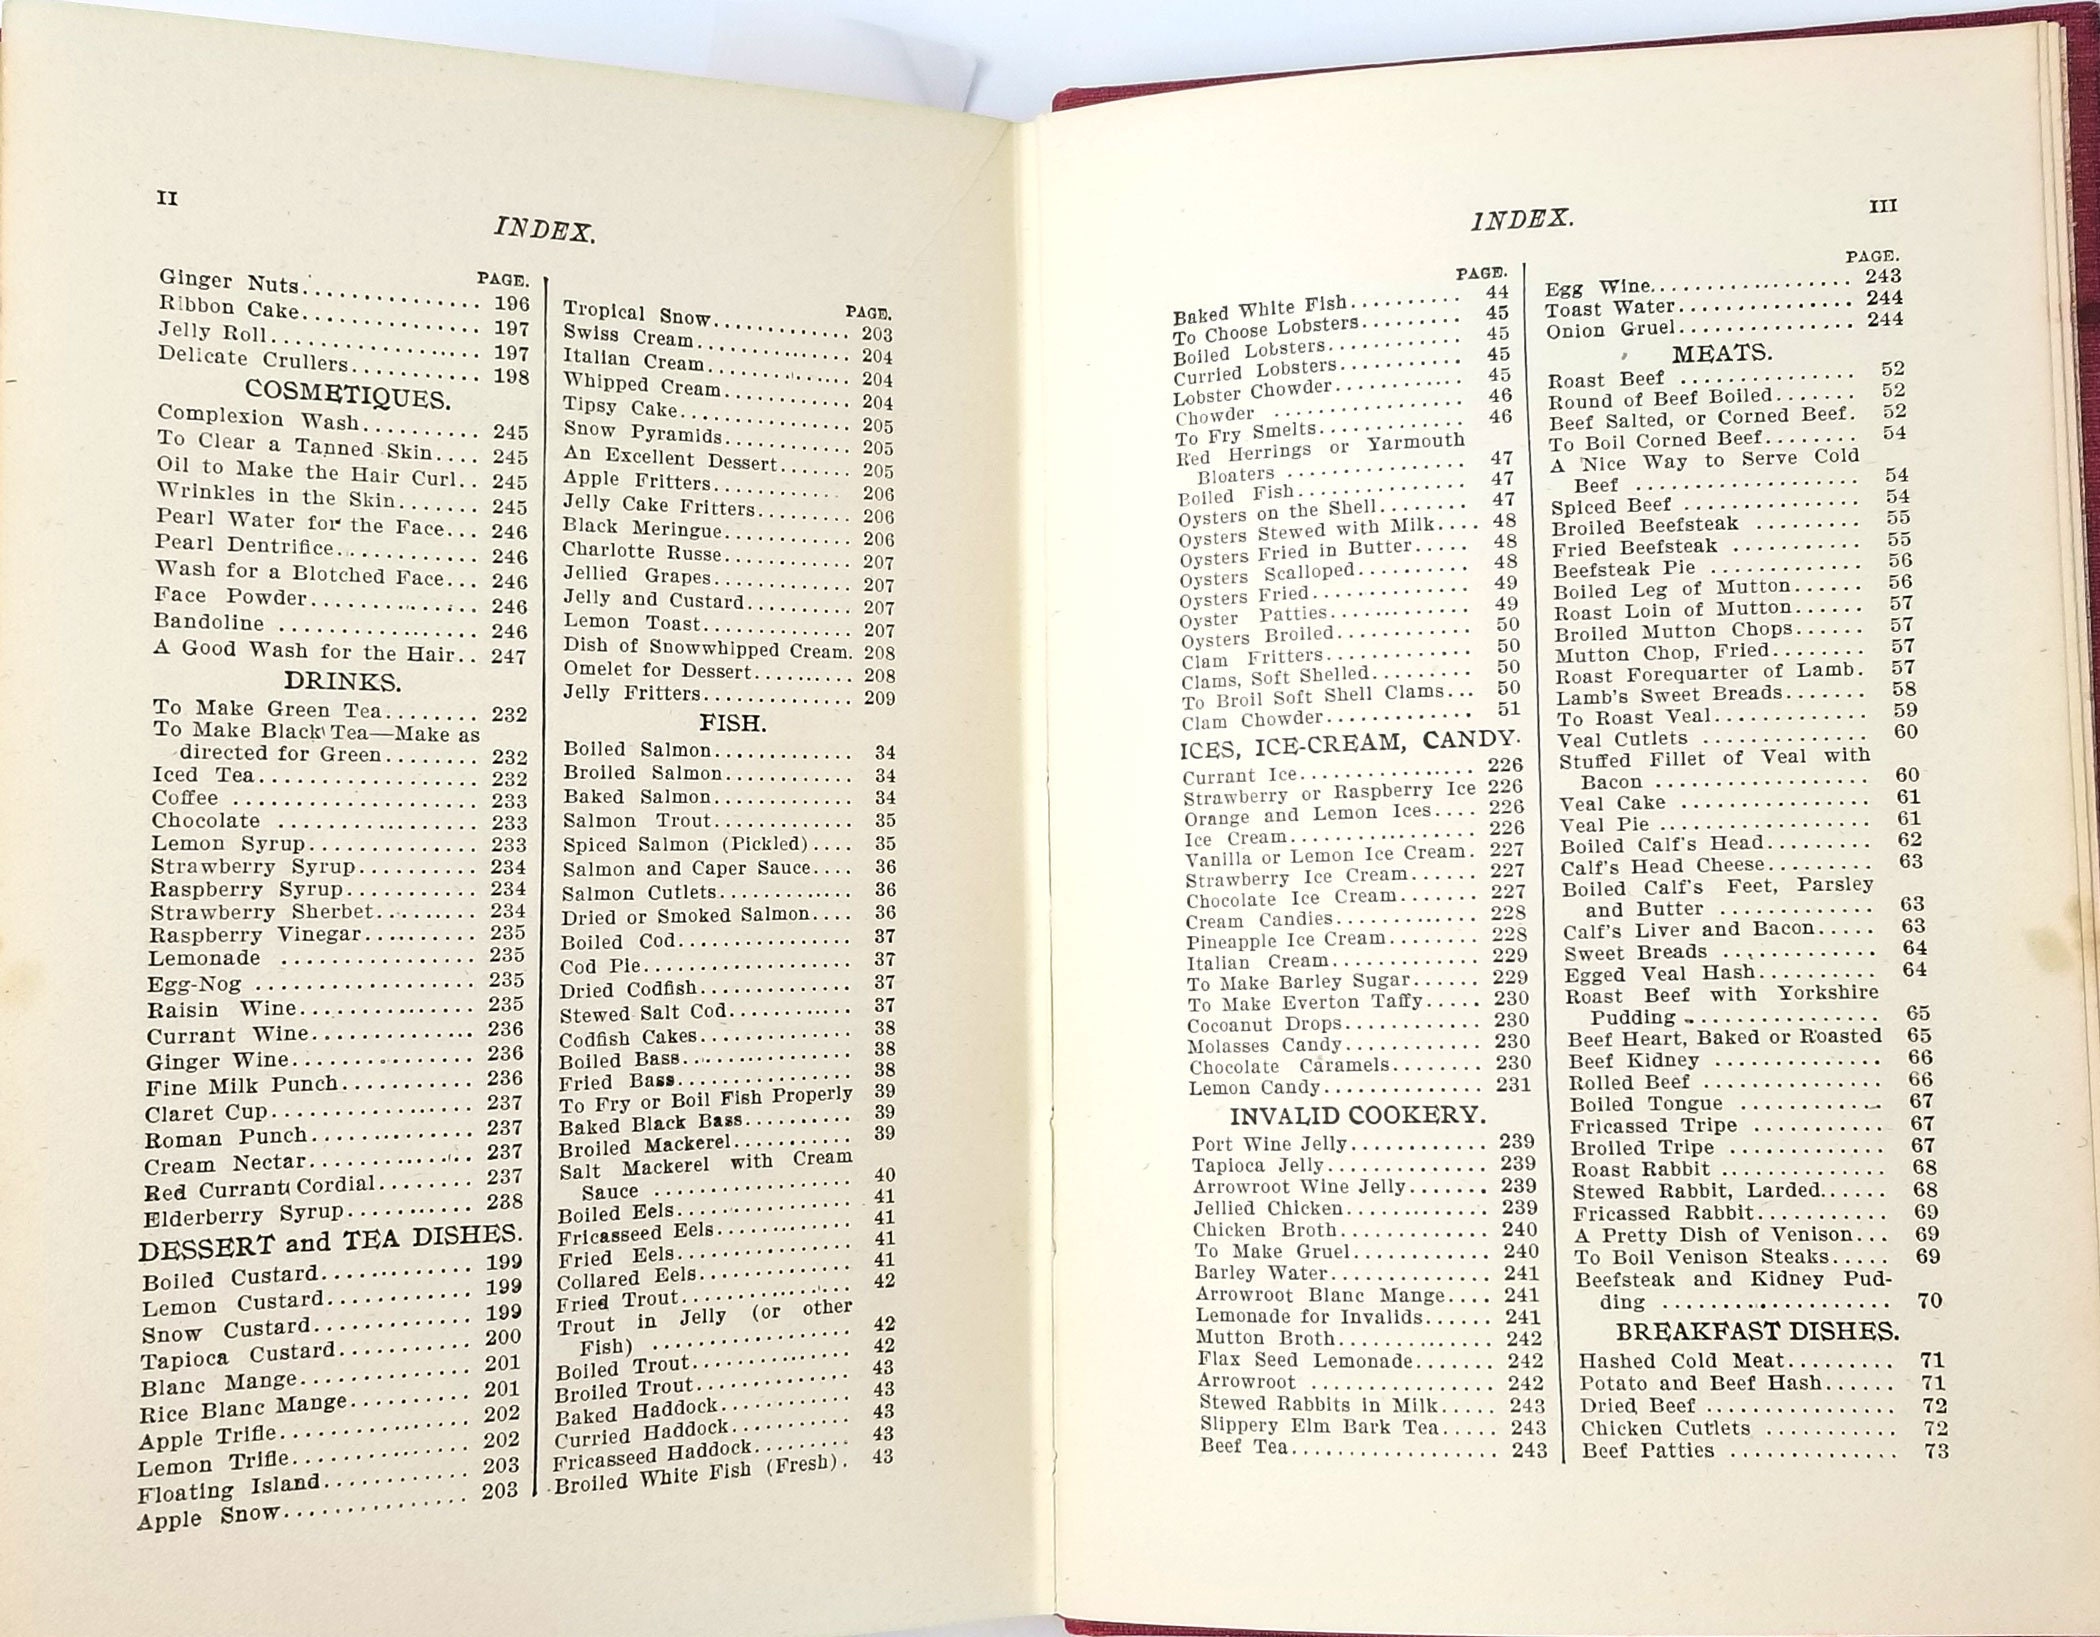 II
INDEX.
PAGE.
Ginger Nuts............... 196
Ribbon Cake............... 197
Jelly Roll.................. 197
Delicate Crullers........... 198
COSMETIQUES.
Complexion Wash.......... 245
To Clear a Tanned Skin.... 245
Oil to Make the Hair Curl.. 245
Wrinkles in the Skin....... 245
Pearl Water for the Face... 246
Pearl Dentrifice............ 246
Wash for a Blotched Face... 246
Face Powder.............. 246
Bandoline ................. 246
A Good Wash for the Hair.. 247
DRINKS.
To Make Green Tea........ 232
To Make Black Tea—Make as
directed for Green........ 232
Iced Tea................... 232
Coffee .................... 233
Chocolate ................. 233
Lemon Syrup.............. 233
Strawberry Syrup.......... 234
Raspberry Syrup........... 234
Strawberry Sherbet......... 234
Raspberry Vinegar.......... 235
Lemonade ................ 235
Egg-Nog .................. 235
Raisin Wine............... 235
Currant Wine.............. 236
Ginger Wine............... 236
Fine Milk Punch........... 236
Claret Cup................. 237
Roman Punch.............. 237
Cream Nectar.............. 237
Red Currant Cordial........ 237
Elderberry Syrup........... 238
DESSERT and TEA DISHES.
Boiled Custard............. 199
Lemon Custard............ 199
Snow Custard............. 199
Tapioca Custard........... 200
Blanc Mange.............. 201
Rice Blanc Mange.......... 201
Apple Trifle................ 202
Lemon Trifle............... 202
Floating Island............. 203
Apple Snow................ 203
PAGE.
Tropical Snow............. 203
Swiss Cream............... 204
Italian Cream.............. 204
Whipped Cream........... 204
Tipsy Cake................ 205
Snow Pyramids............ 205
An Excellent Dessert....... 205
Apple Fritters............. 206
Jelly Cake Fritters......... 206
Black Meringue............ 206
Charlotte Russe............ 207
Jellied Grapes............. 207
Jelly and Custard.......... 207
Lemon Toast.............. 207
Dish of Snowwhipped Cream. 208
Omelet for Dessert.......... 208
Jelly Fritters.............. 209
FISH.
Boiled Salmon............. 34
Broiled Salmon............ 34
Baked Salmon............. 34
Salmon Trout............. 35
Spiced Salmon (Pickled).... 35
Salmon and Caper Sauce.... 36
Salmon Cutlets............ 36
Dried or Smoked Salmon.... 36
Boiled Cod................ 37
Cod Pie................... 37
Dried Codfish.............. 37
Stewed Salt Cod........... 37
Codfish Cakes............. 38
Boiled Bass............... 38
Fried Bass................ 38
To Fry or Boil Fish Properly 39
Baked Black Bass.......... 39
Broiled Mackerel........... 39
Salt Mackerel with Cream
Sauce .................. 40
Boiled Eels................ 41
Fricasseed Eels............ 41
Fried Eels................ 41
Collared Eels.............. 41
Fried Trout............... 42
Trout in Jelly (or other
Fish) .................. 42
Boiled Trout.............. 42
Broiled Trout............. 43
Baked Haddock............ 43
Curried Haddock........... 43
Fricasseed Haddock......... 43
Broiled White Fish (Fresh). 43
INDEX.
III
PAGE.
Baked White Fish.......... 44
To Choose Lobsters......... 45
Boiled Lobsters............ 45
Curried Lobsters........... 45
Lobster Chowder........... 45
Chowder ................. 46
To Fry Smelts............. 46
Red Herrings or Yarmouth
Bloaters ................ 47
Boiled Fish............... 47
Oysters on the Shell........ 47
Oysters Stewed with Milk.... 48
Oysters Fried in Butter..... 48
Oysters Scalloped.......... 48
Oysters Fried.............. 49
Oyster Patties............. 49
Oysters Broiled............ 50
Clam Fritters............. 50
Clams, Soft Shelled......... 50
To Broil Soft Shell Clams... 50
Clam Chowder............. 51
ICES, ICE-CREAM, CANDY.
Currant Ice................ 226
Strawberry or Raspberry Ice 226
Orange and Lemon Ices.... 226
Ice Cream................. 226
Vanilla or Lemon Ice Cream. 227
Strawberry Ice Cream...... 227
Chocolate Ice Cream....... 227
Cream Candies............ 228
Pineapple Ice Cream........ 228
Italian Cream............. 229
To Make Barley Sugar...... 229
To Make Everton Taffy..... 230
Cocoanut Drops............ 230
Molasses Candy............ 230
Chocolate Caramels........ 230
Lemon Candy.............. 231
INVALID COOKERY.
Port Wine Jelly............ 239
Tapioca Jelly.............. 239
Arrowroot Wine Jelly....... 239
Jellied Chicken............. 239
Chicken Broth............. 240
To Make Gruel............ 240
Barley Water.............. 241
Arrowroot Blanc Mange.... 241
Lemonade for Invalids...... 241
Mutton Broth.............. 242
Flax Seed Lemonade....... 242
Arrowroot ................ 242
Stewed Rabbits in Milk..... 243
Slippery Elm Bark Tea..... 243
Beef Tea.................. 243
PAGE.
Egg Wine.................. 243
Toast Water............... 244
Onion Gruel............... 244
MEATS.
Roast Beef ............... 52
Round of Beef Boiled....... 52
Beef Salted, or Corned Beef. 52
To Boil Corned Beef........ 54
A Nice Way to Serve Cold
Beef ................... 54
Spiced Beef ............... 54
Broiled Beefsteak ......... 55
Fried Beefsteak ........... 55
Beefsteak Pie ............. 56
Boiled Leg of Mutton...... 56
Roast Loin of Mutton...... 57
Broiled Mutton Chops...... 57
Mutton Chop, Fried........ 57
Roast Forequarter of Lamb. 57
Lamb's Sweet Breads....... 58
To Roast Veal............. 59
Veal Cutlets .............. 60
Stuffed Fillet of Veal with
Bacon .................. 60
Veal Cake ................ 61
Veal Pie .................. 61
Boiled Calf's Head......... 62
Calf's Head Cheese......... 63
Boiled Calf's Feet, Parsley
and Butter ............. 63
Calf's Liver and Bacon..... 63
Sweet Breads ............. 64
Egged Veal Hash.......... 64
Roast Beef with Yorkshire
Pudding ................ 65
Beef Heart, Baked or Roasted 65
Beef Kidney .............. 66
Rolled Beef ............... 66
Boiled Tongue ............ 67
Fricassed Tripe ........... 67
Broiled Tripe ............. 67
Roast Rabbit .............. 68
Stewed Rabbit, Larded...... 68
Fricassed Rabbit........... 69
A Pretty Dish of Venison... 69
To Boil Venison Steaks..... 69
Beefsteak and Kidney Pud-
ding ................... 70
BREAKFAST DISHES.
Hashed Cold Meat......... 71
Potato and Beef Hash...... 71
Dried Beef ................ 72
Chicken Cutlets ........... 72
Beef Patties .............. 73